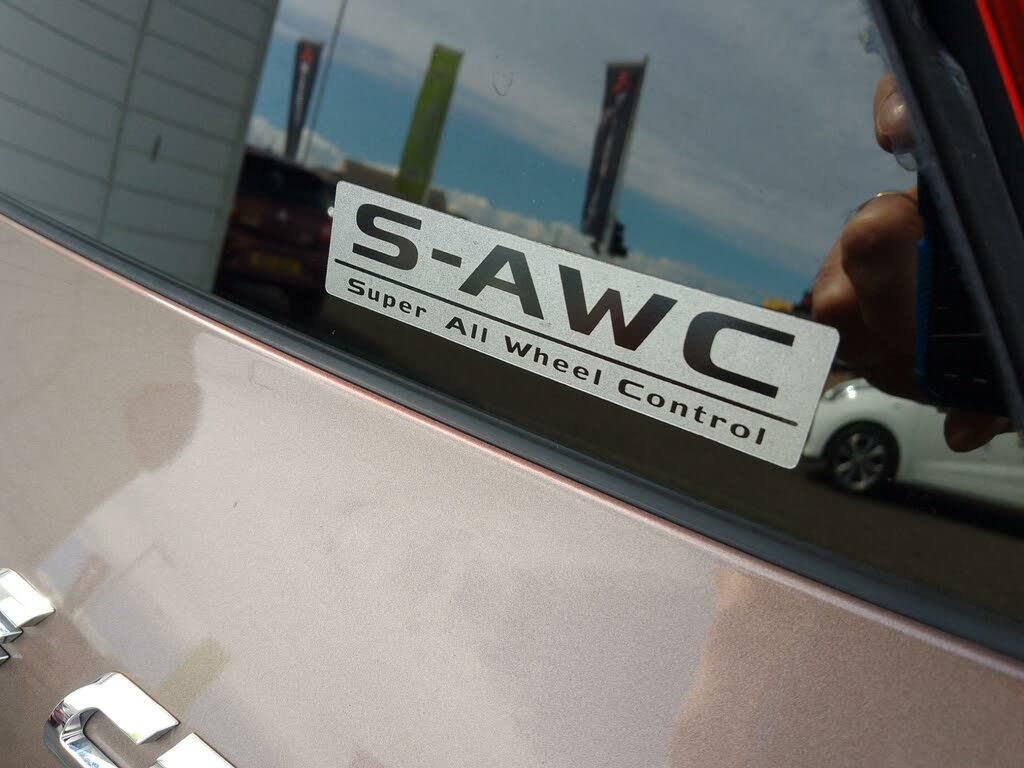 S-AWC
Super All Wheel Control